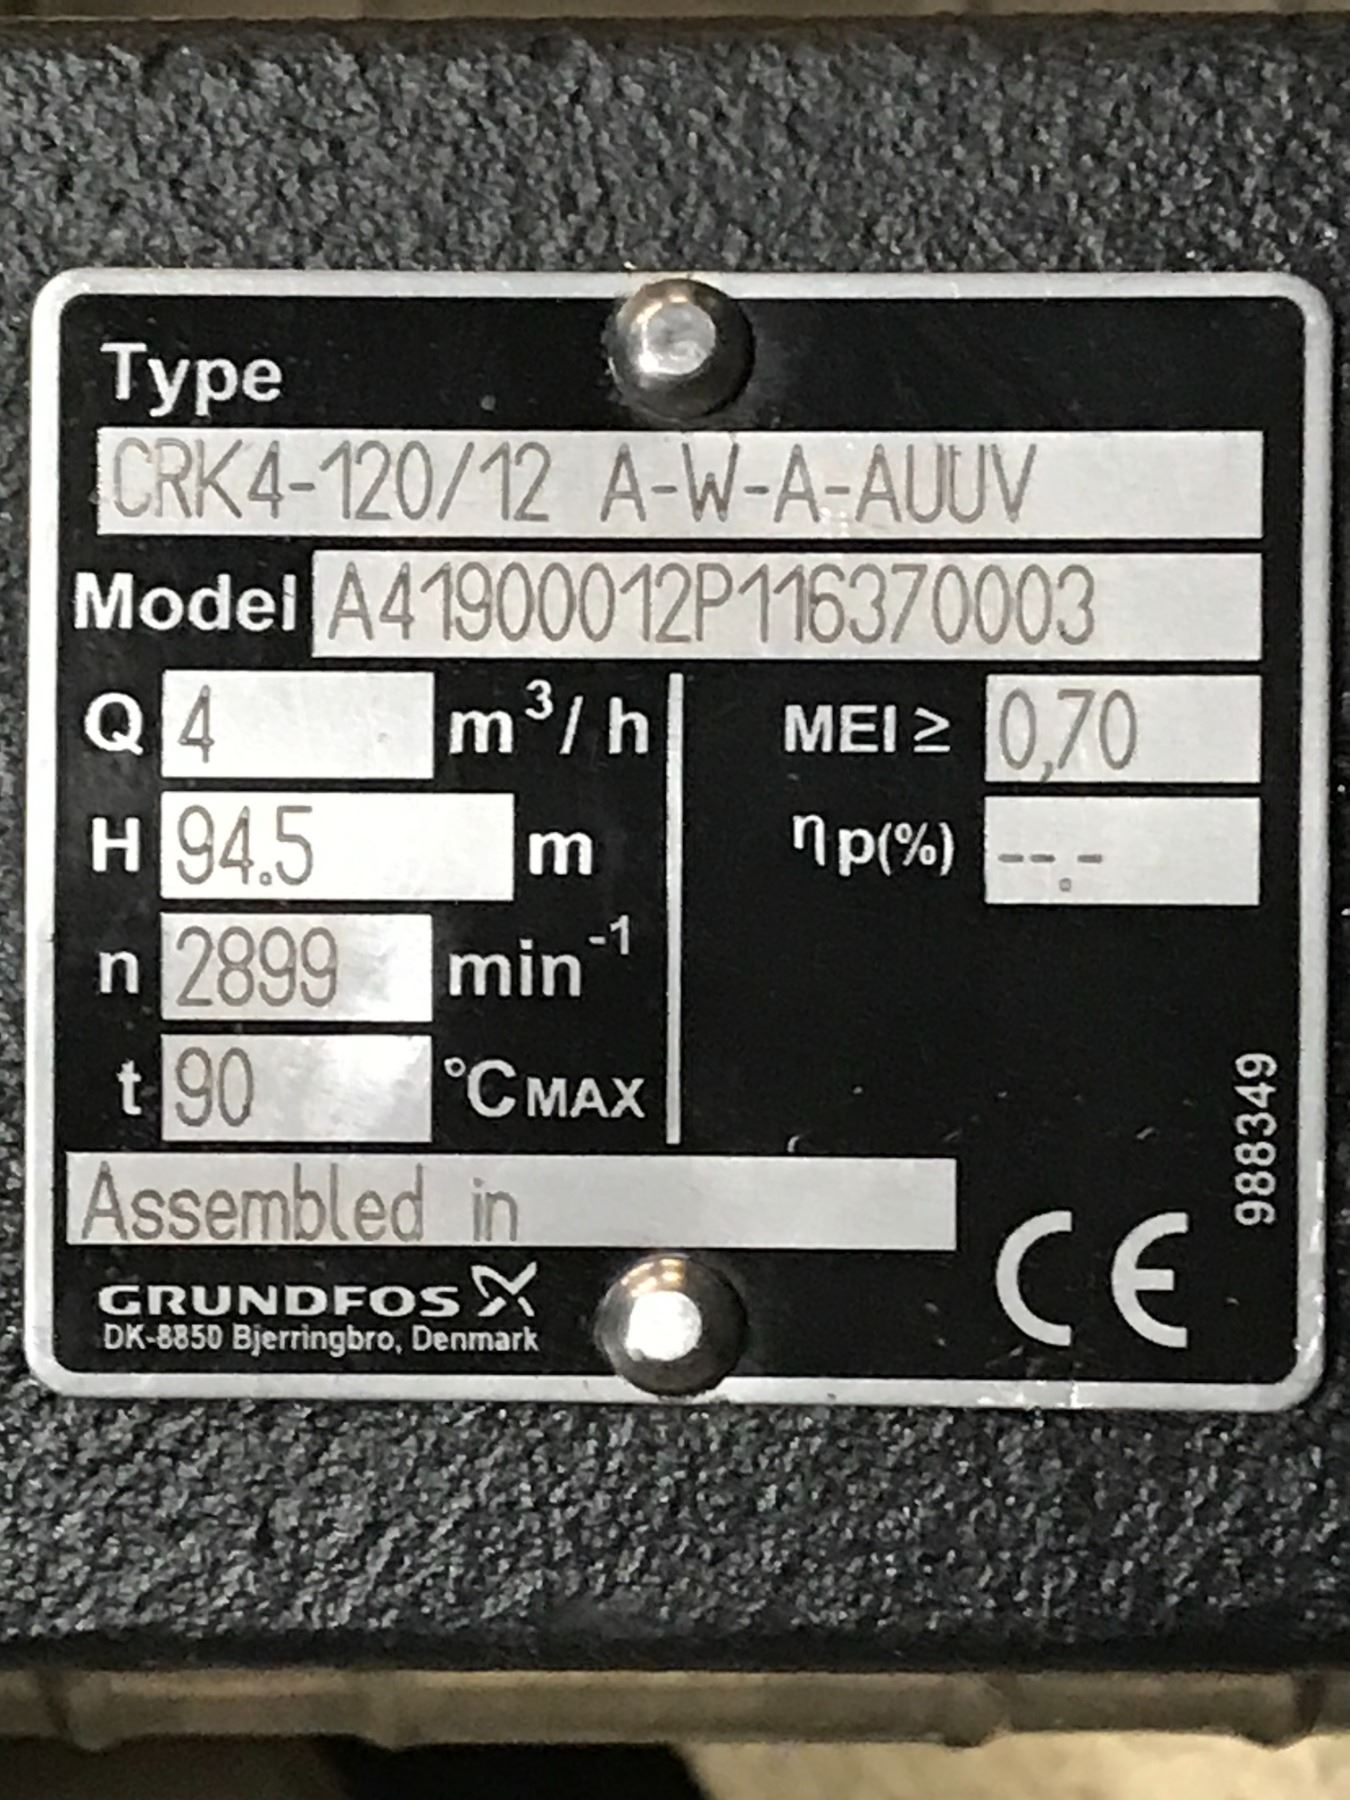 Type
CRK4-120/12 A-W-A-AUUV
Model A41900012P116370003
Q 4 m³/h MEI ≥ 0,70
H 94.5 m ηp(%) --.-
n 2899 min⁻¹
t 90 °C MAX
Assembled in
GRUNDFOS
DK-8850 Bjerringbro, Denmark
CE
988349